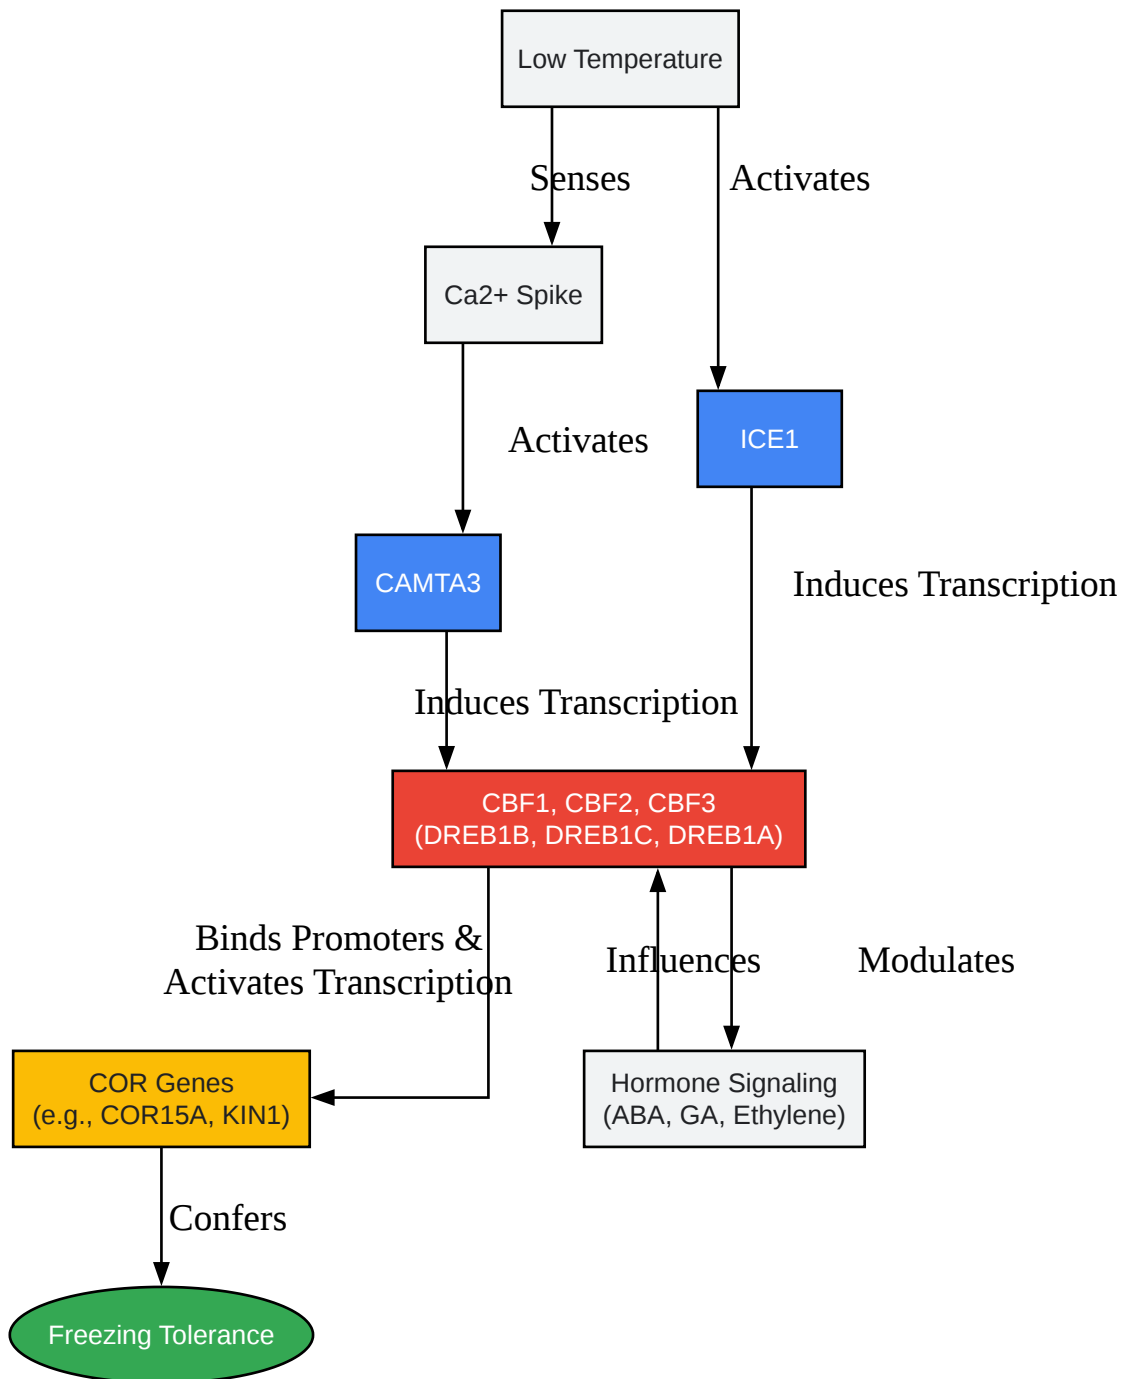 Low Temperature
Senses
Activates
Ca2+ Spike
Activates
ICE1
CAMTA3
Induces Transcription
Induces Transcription
CBF1, CBF2, CBF3
(DREB1B, DREB1C, DREB1A)
Binds Promoters &
Activates Transcription
Influences
Modulates
COR Genes
(e.g., COR15A, KIN1)
Hormone Signaling
(ABA, GA, Ethylene)
Confers
Freezing Tolerance